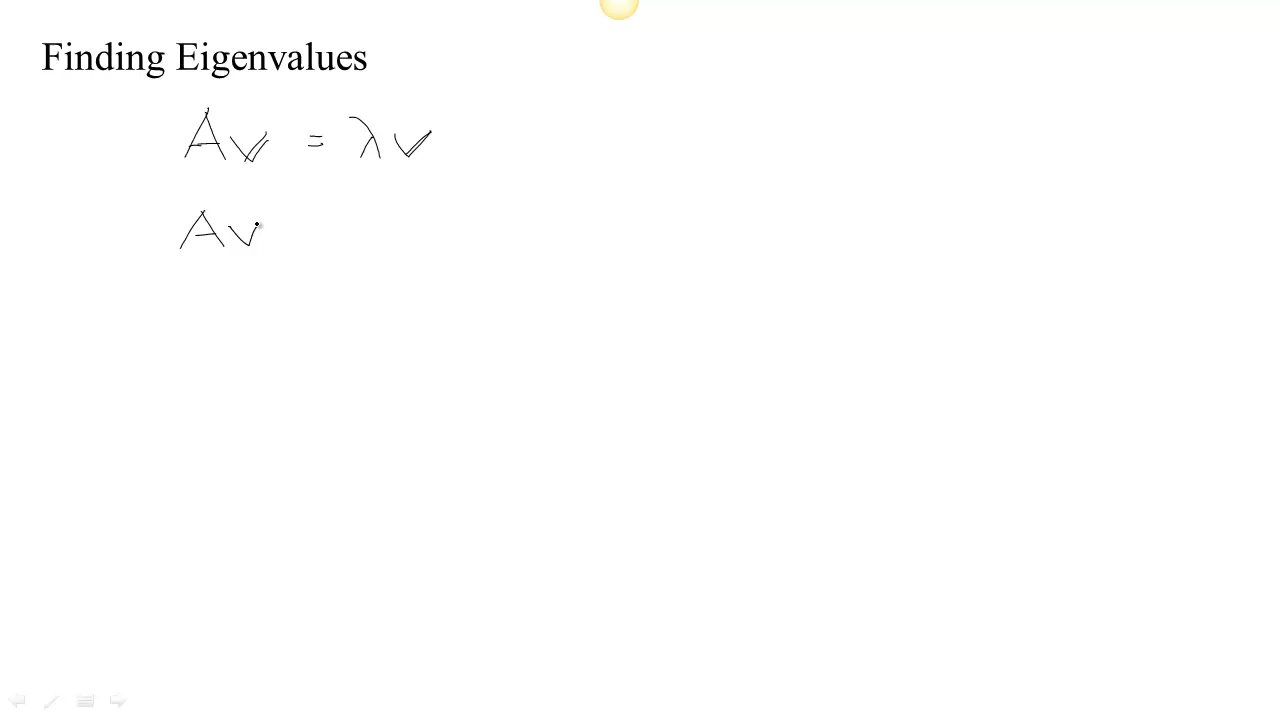 Finding Eigenvalues
Av = λv
Av